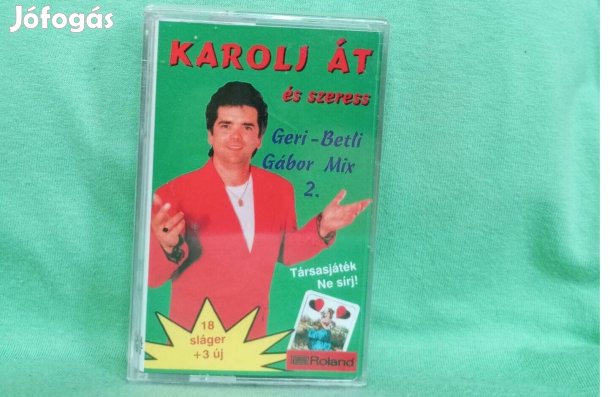 Jófogás
KAROLJ ÁT
és szeress
Geri-Betli
Gábor Mix
2.
Társasjáték
Ne sírj!
18
sláger
+3 új
Roland